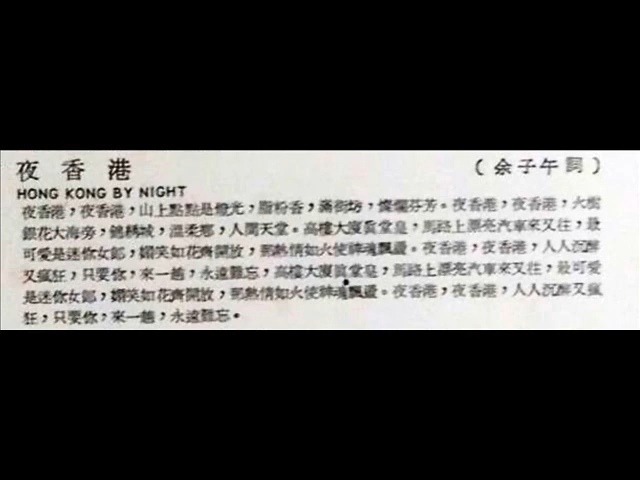 夜香港 (余子午詞)
HONG KONG BY NIGHT
夜香港，夜香港，山上點點是燈光，脂粉香，滿街坊，燦爛芬芳。夜香港，夜香港，火樹
銀花大海旁，錦綉城，溫柔鄉，人間天堂。高樓大廈眞堂皇，馬路上漂亮汽車來又往，最
可愛是迷你女郎，嫺笑如花齊開放，那熱情如火使神魂飄盪。夜香港，夜香港，人人沉醉
又瘋狂，只要你，來一趟，永遠難忘，高樓大廈眞堂皇，馬路上漂亮汽車來又往，最可愛
是迷你女郎，嫺笑如花齊開放，那熱情如火使神魂飄盪。夜香港，夜香港，人人沉醉又瘋
狂，只要你，來一趟，永遠難忘。